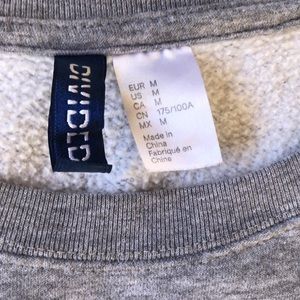 DIVIDED
EUR M
US M
CA M
CN 175/100A
MX M
Made in
China
Fabriqué en
Chine